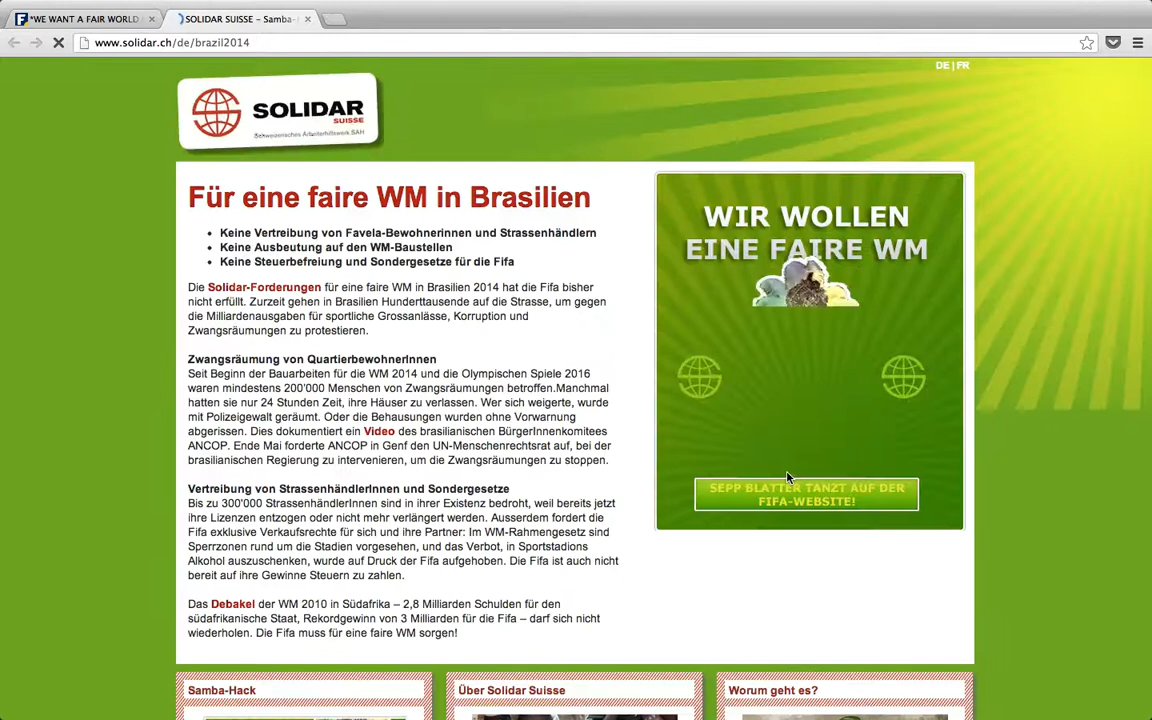 *WE WANT A FAIR WORLD
SOLIDAR SUISSE – Samba-
www.solidar.ch/de/brazil2014
DE | FR
SOLIDAR
SUISSE
Schweizerisches Arbeiterhilfswerk SAH
Für eine faire WM in Brasilien
• Keine Vertreibung von Favela-Bewohnerinnen und Strassenhändlern
• Keine Ausbeutung auf den WM-Baustellen
• Keine Steuerbefreiung und Sondergesetze für die Fifa
Die Solidar-Forderungen für eine faire WM in Brasilien 2014 hat die Fifa bisher
nicht erfüllt. Zurzeit gehen in Brasilien Hunderttausende auf die Strasse, um gegen
die Milliardenausgaben für sportliche Grossanlässe, Korruption und
Zwangsräumungen zu protestieren.
Zwangsräumung von QuartierbewohnerInnen
Seit Beginn der Bauarbeiten für die WM 2014 und die Olympischen Spiele 2016
waren mindestens 200'000 Menschen von Zwangsräumungen betroffen.Manchmal
hatten sie nur 24 Stunden Zeit, ihre Häuser zu verlassen. Wer sich weigerte, wurde
mit Polizeigewalt geräumt. Oder die Behausungen wurden ohne Vorwarnung
abgerissen. Dies dokumentiert ein Video des brasilianischen BürgerInnenkomitees
ANCOP. Ende Mai forderte ANCOP in Genf den UN-Menschenrechtsrat auf, bei der
brasilianischen Regierung zu intervenieren, um die Zwangsräumungen zu stoppen.
Vertreibung von StrassenhändlerInnen und Sondergesetze
Bis zu 300'000 StrassenhändlerInnen sind in ihrer Existenz bedroht, weil bereits jetzt
ihre Lizenzen entzogen oder nicht mehr verlängert werden. Ausserdem fordert die
Fifa exklusive Verkaufsrechte für sich und ihre Partner: Im WM-Rahmengesetz sind
Sperrzonen rund um die Stadien vorgesehen, und das Verbot, in Sportstadions
Alkohol auszuschenken, wurde auf Druck der Fifa aufgehoben. Die Fifa ist auch nicht
bereit auf ihre Gewinne Steuern zu zahlen.
Das Debakel der WM 2010 in Südafrika – 2,8 Milliarden Schulden für den
südafrikanische Staat, Rekordgewinn von 3 Milliarden für die Fifa – darf sich nicht
wiederholen. Die Fifa muss für eine faire WM sorgen!
WIR WOLLEN
EINE FAIRE WM
SEPP BLATTER TANZT AUF DER
FIFA-WEBSITE!
Samba-Hack
Über Solidar Suisse
Worum geht es?